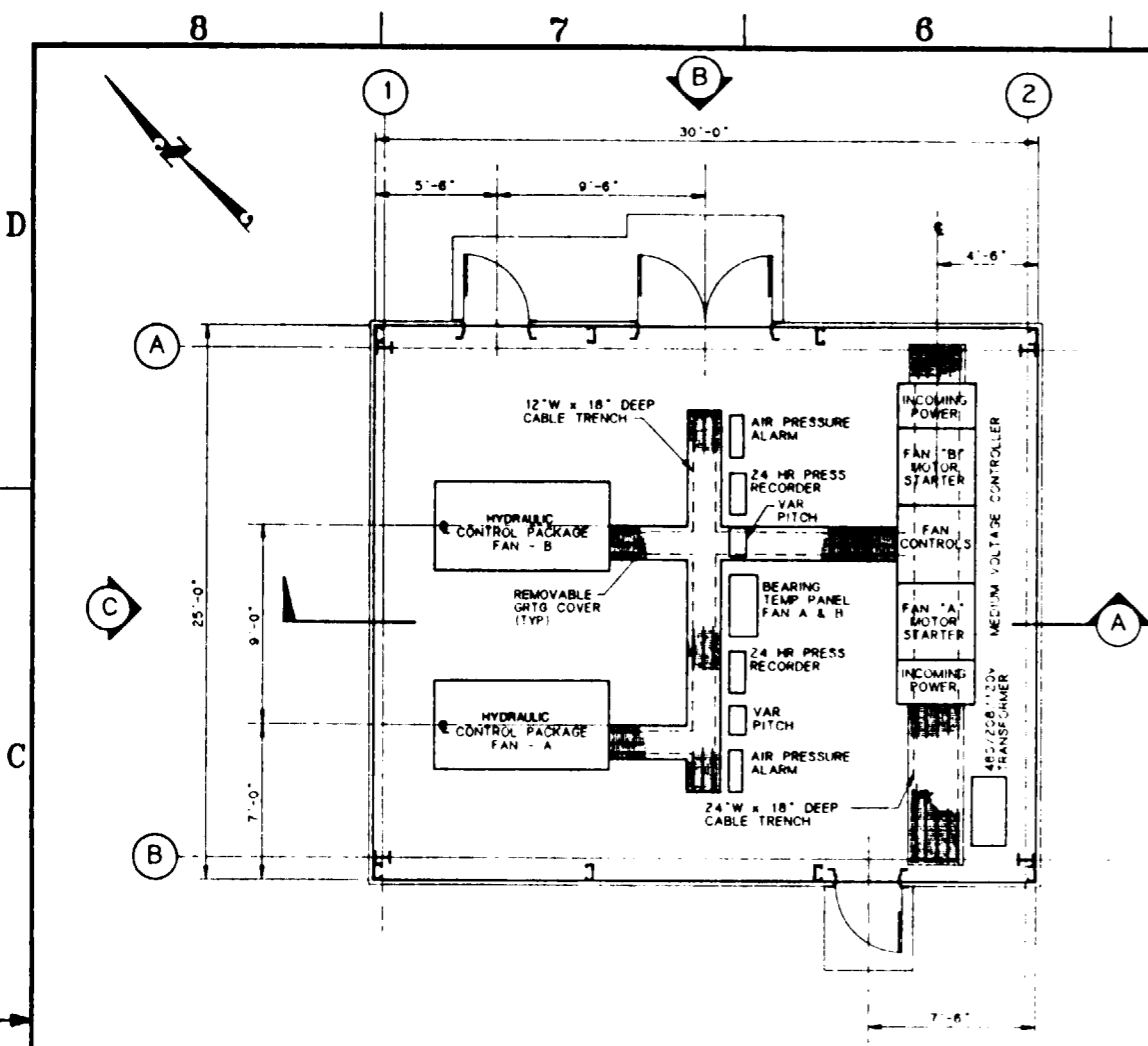 8
7
6
D
C
1
B
2
30'-0"
5'-6"
9'-6"
4'-6"
A
25'-0"
9'-0"
7'-0"
C
B
A
12"W x 18" DEEP
CABLE TRENCH
AIR PRESSURE
ALARM
24 HR PRESS
RECORDER
VAR
PITCH
HYDRAULIC
CONTROL PACKAGE
FAN - B
REMOVABLE
GRTG COVER
(TYP)
BEARING
TEMP PANEL
FAN A & B
24 HR PRESS
RECORDER
VAR
PITCH
AIR PRESSURE
ALARM
HYDRAULIC
CONTROL PACKAGE
FAN - A
24"W x 18" DEEP
CABLE TRENCH
INCOMING
POWER
FAN "B"
MOTOR
STARTER
FAN
CONTROLS
FAN "A"
MOTOR
STARTER
INCOMING
POWER
MEDIUM VOLTAGE CONTROLLER
TRANSFORMER
7'-6"